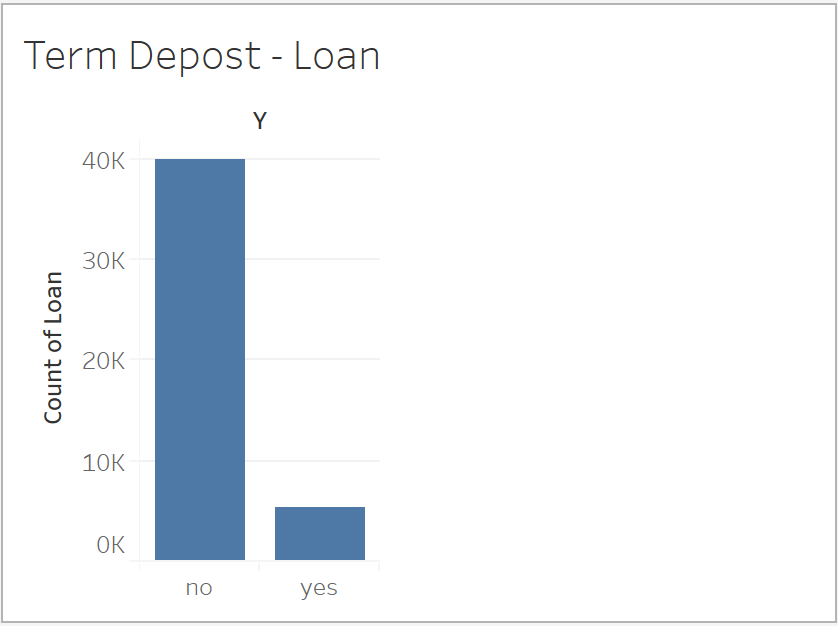 Term Depost - Loan
Y
Count of Loan
40K
30K
20K
10K
0K
no yes